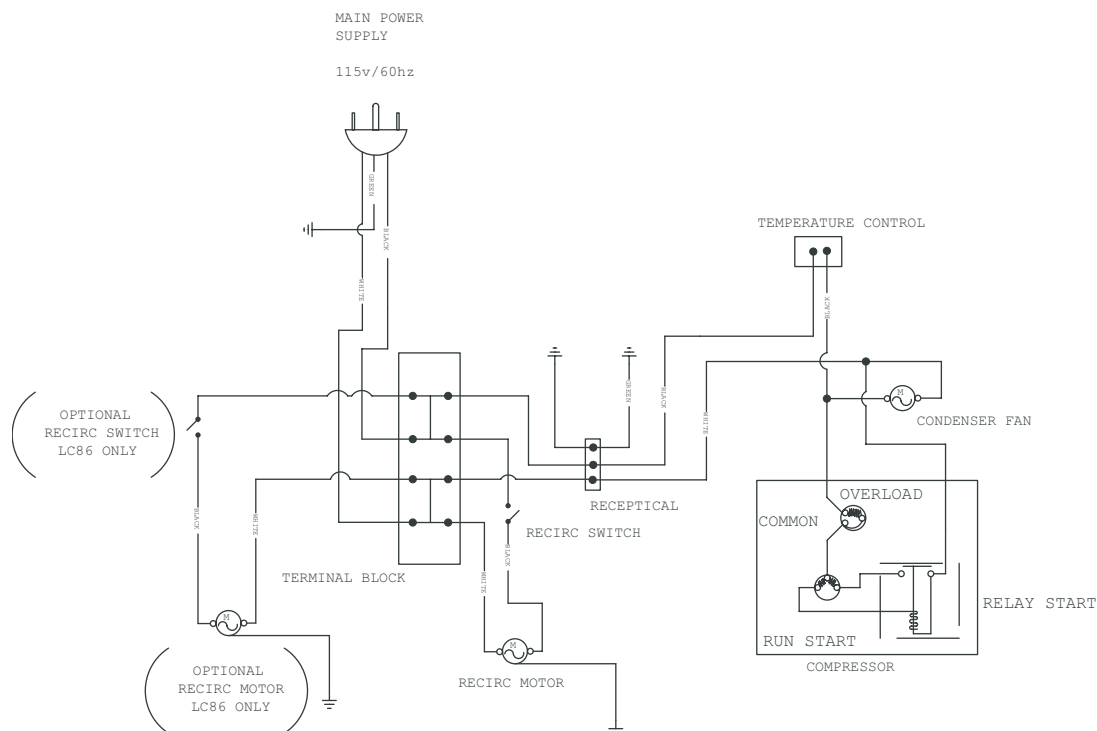 MAIN POWER
SUPPLY
115v/60hz
GREEN
BLACK
WHITE
TEMPERATURE CONTROL
BLACK
OPTIONAL
RECIRC SWITCH
LC86 ONLY
GREEN
BLACK
WHITE
M
CONDENSER FAN
RECEPTICAL
RECIRC SWITCH
OVERLOAD
COMMON
BLACK
WHITE
BLACK
WHITE
TERMINAL BLOCK
RELAY START
RUN START
COMPRESSOR
M
OPTIONAL
RECIRC MOTOR
LC86 ONLY
M
RECIRC MOTOR